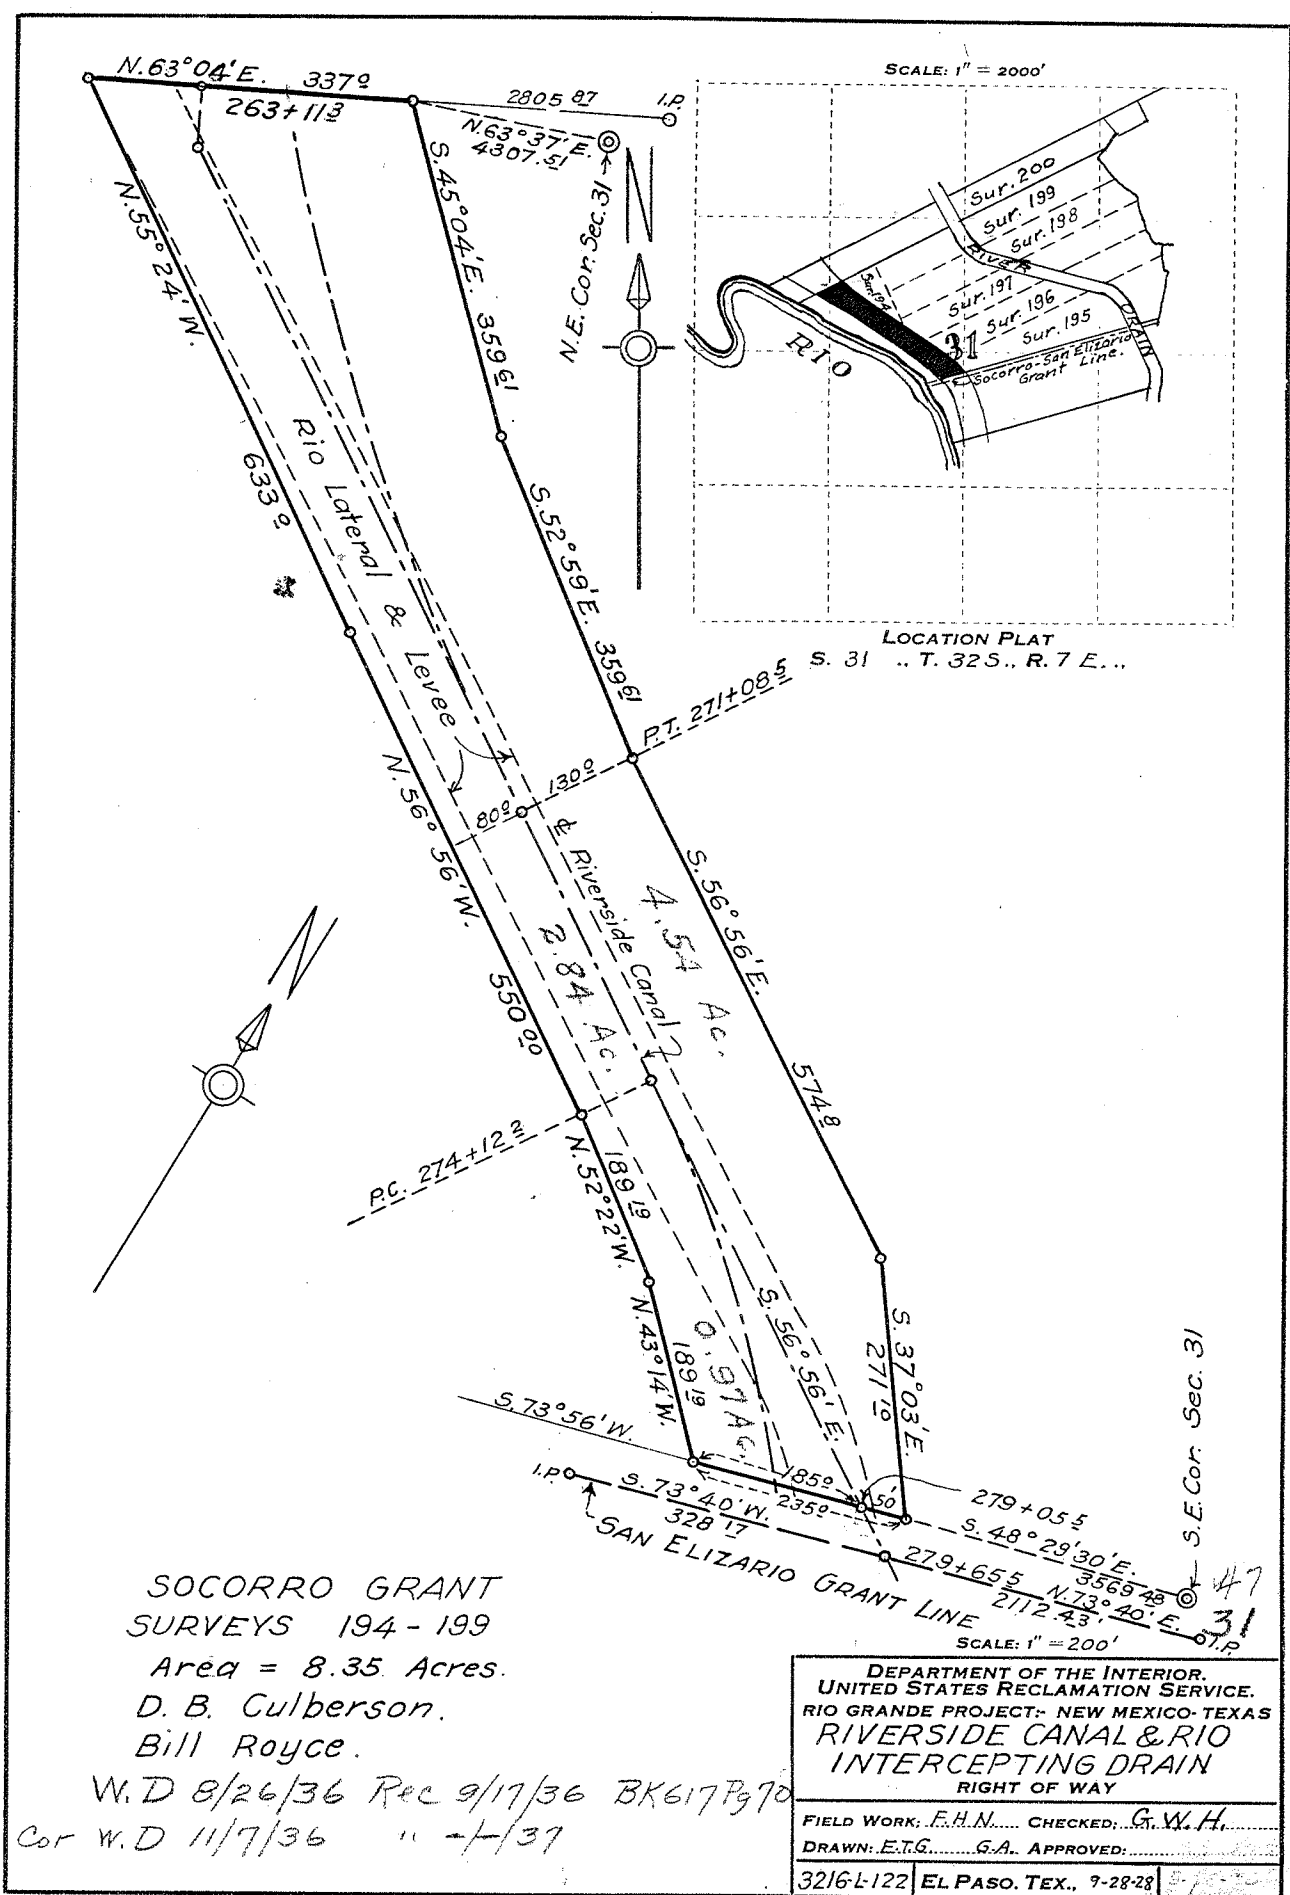 N. 63° 04' E. 337.0
263+11.3
2805.87 I.P.
N. 63° 37' E.
4307.51
N.E. Cor. Sec. 31
N
S. 45° 04' E. 359.61
N. 55° 24' W.
633.0
S. 52° 59' E. 359.61
Rio Lateral & Levee
P.T. 271+08.5
130.0
80.0
N. 56° 56' W.
550.00
₵ Riverside Canal
S. 56° 56' E.
574.8
4.54 Ac.
2.84 Ac.
N
P.C. 274+12.2
N. 52° 22' W.
189.19
N. 43° 14' W.
189.19
0.97 Ac.
S. 56° 56' E.
S. 37° 03' E.
271.10
S. 73° 56' W.
185.0
50'
235.0
279+05.5
I.P.
S. 73° 40' W.
328.17
SAN ELIZARIO GRANT LINE
S. 48° 29' 30" E.
3569.48
279+65.5
N. 73° 40' E.
2112.43'
I.P.
S.E. Cor. Sec. 31
47
31
SCALE: 1" = 2000'
Sur. 200
Sur. 199
Sur. 198
Sur. 197
Sur. 196
Sur. 195
Sur. 194
RIVER
DRAIN
RIO
31
Socorro-San Elizario
Grant Line.
LOCATION PLAT
S. 31 .. T. 32 S.. R. 7 E...
SOCORRO GRANT
SURVEYS 194-199
Area = 8.35 Acres.
D. B. Culberson.
Bill Royce.
W.D 8/26/36 Rec 9/17/36 BK617 Pg 70
Cor W.D 11/7/36 " -/-/37
SCALE: 1" = 200'
DEPARTMENT OF THE INTERIOR.
UNITED STATES RECLAMATION SERVICE.
RIO GRANDE PROJECT:- NEW MEXICO-TEXAS
RIVERSIDE CANAL & RIO
INTERCEPTING DRAIN
RIGHT OF WAY
FIELD WORK: F.H.N. CHECKED: G.W.H.
DRAWN: E.T.G. G.A. APPROVED:
3216-L-122 EL PASO. TEX., 9-28-28